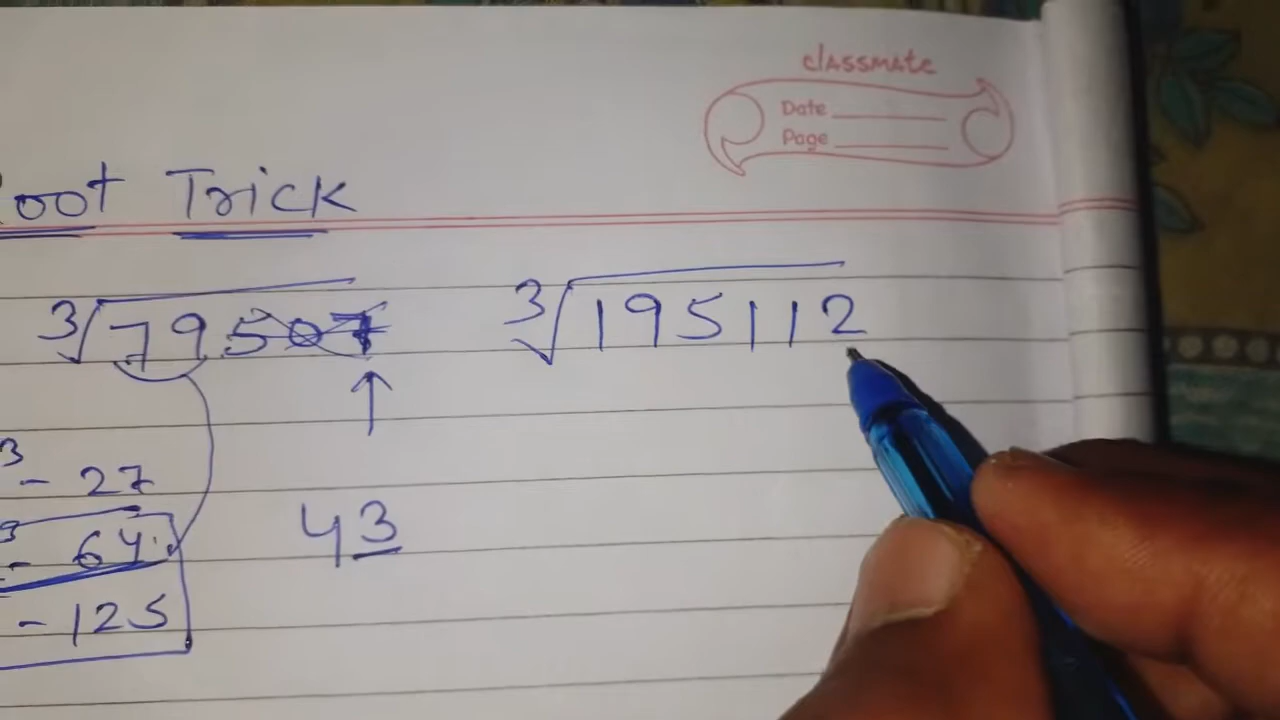 classmate
Date
Page
Root Trick
∛79507
∛195112
3 - 27
3 - 64
- 125
43